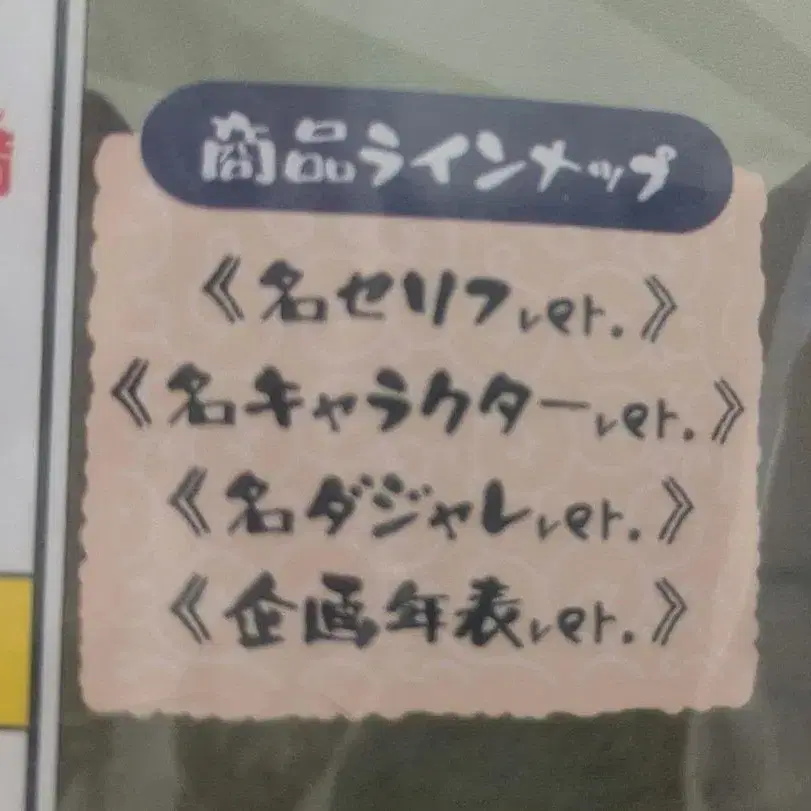 商品ラインナップ
《名セリフver.》
《名キャラクターver.》
《名ダジャレver.》
《企画年表ver.》